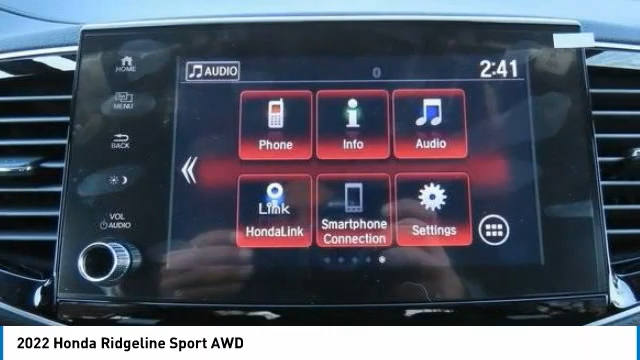 HOME
MENU
BACK
VOL
AUDIO
AUDIO
2:41
Phone
Info
Audio
Link
HondaLink
Smartphone
Connection
Settings
2022 Honda Ridgeline Sport AWD